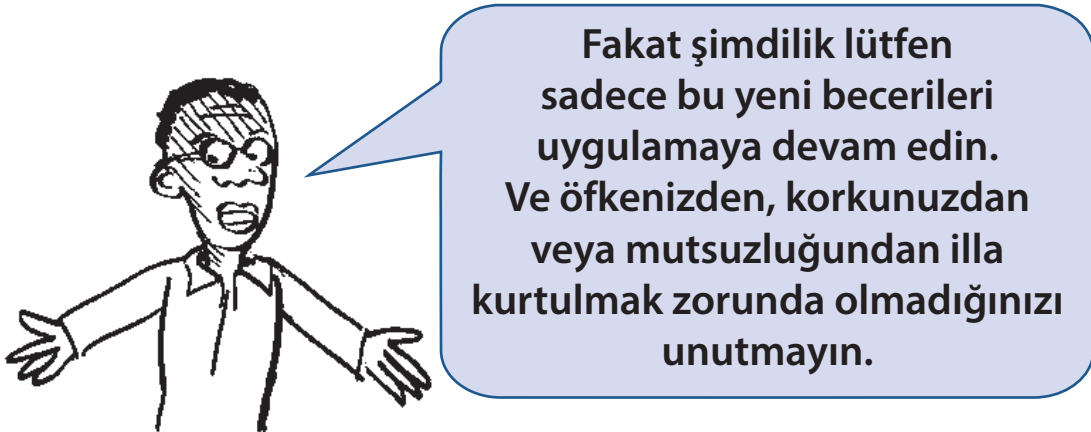 Fakat şimdilik lütfen
sadece bu yeni becerileri
uygulamaya devam edin.
Ve öfkenizden, korkunuzdan
veya mutsuzluğundan illa
kurtulmak zorunda olmadığınızı
unutmayın.